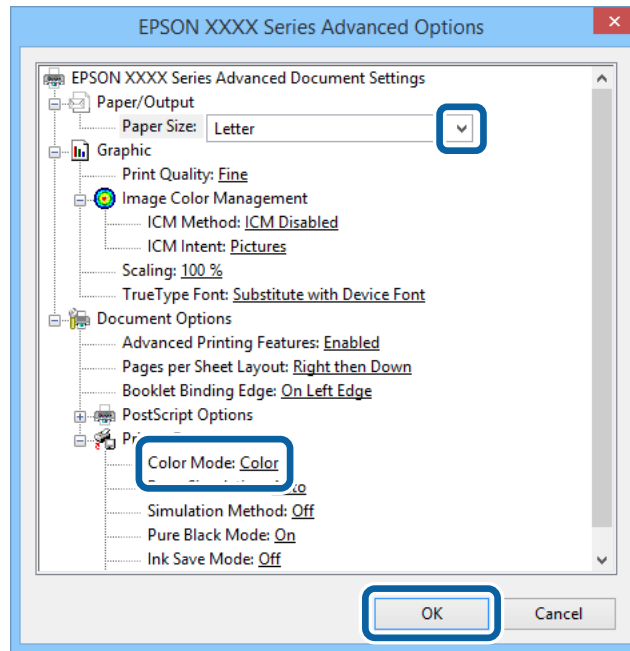 EPSON XXXX Series Advanced Options
EPSON XXXX Series Advanced Document Settings
Paper/Output
Paper Size: Letter
Graphic
Print Quality: Fine
Image Color Management
ICM Method: ICM Disabled
ICM Intent: Pictures
Scaling: 100 %
TrueType Font: Substitute with Device Font
Document Options
Advanced Printing Features: Enabled
Pages per Sheet Layout: Right then Down
Booklet Binding Edge: On Left Edge
PostScript Options
Color Mode: Color
Simulation Method: Off
Pure Black Mode: On
Ink Save Mode: Off
OK
Cancel